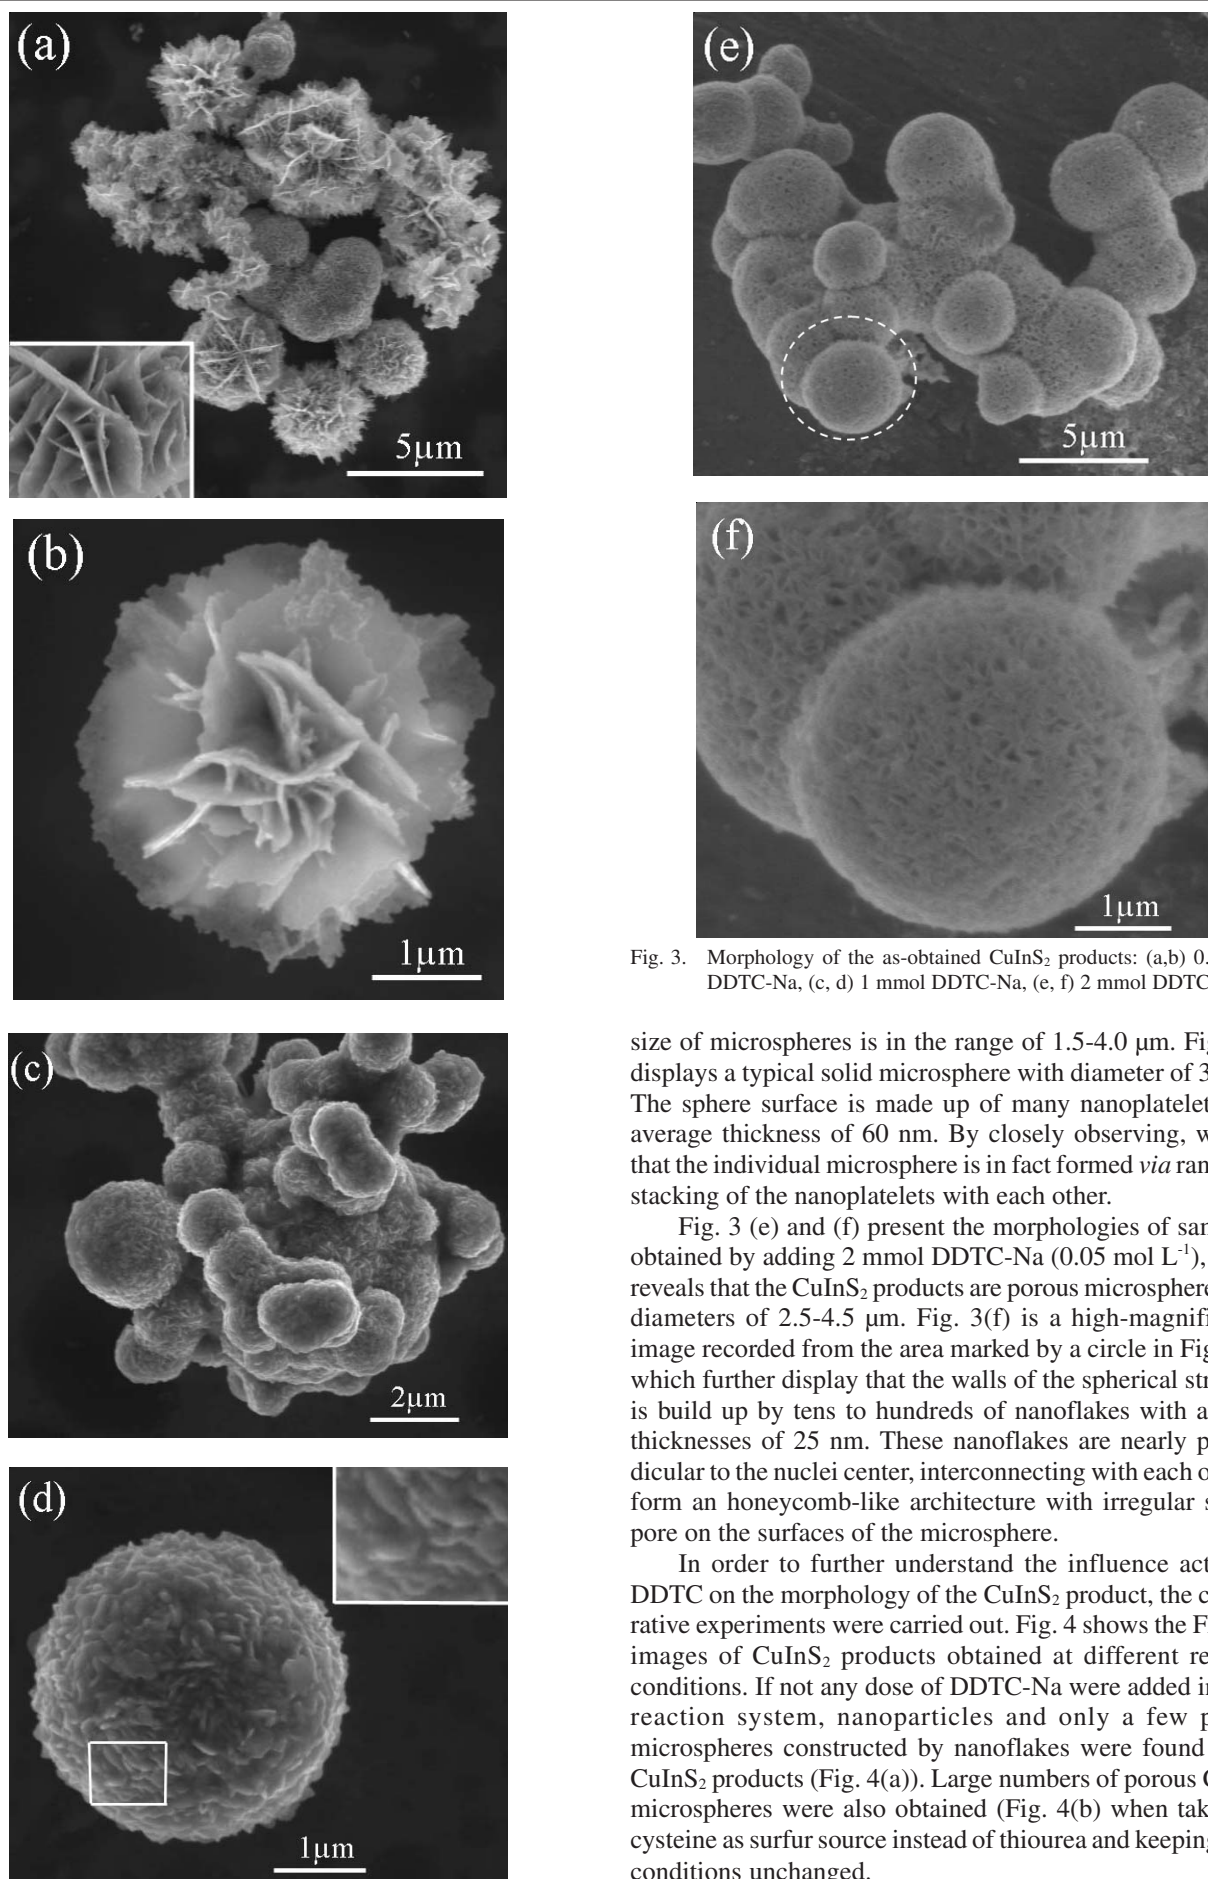 (a)
5µm
(b)
1µm
(c)
2µm
(d)
1µm
(e)
5µm
(f)
1µm
Fig. 3. Morphology of the as-obtained CuInS₂ products: (a,b) 0.
DDTC-Na, (c, d) 1 mmol DDTC-Na, (e, f) 2 mmol DDTC
size of microspheres is in the range of 1.5-4.0 µm. Fig
displays a typical solid microsphere with diameter of 3
The sphere surface is made up of many nanoplatelet
average thickness of 60 nm. By closely observing, w
that the individual microsphere is in fact formed via ran
stacking of the nanoplatelets with each other.
Fig. 3 (e) and (f) present the morphologies of san
obtained by adding 2 mmol DDTC-Na (0.05 mol L⁻¹),
reveals that the CuInS₂ products are porous microsphere
diameters of 2.5-4.5 µm. Fig. 3(f) is a high-magnif
image recorded from the area marked by a circle in Fig
which further display that the walls of the spherical str
is build up by tens to hundreds of nanoflakes with a
thicknesses of 25 nm. These nanoflakes are nearly p
dicular to the nuclei center, interconnecting with each o
form an honeycomb-like architecture with irregular s
pore on the surfaces of the microsphere.
In order to further understand the influence act
DDTC on the morphology of the CuInS₂ product, the c
rative experiments were carried out. Fig. 4 shows the F
images of CuInS₂ products obtained at different re
conditions. If not any dose of DDTC-Na were added i
reaction system, nanoparticles and only a few p
microspheres constructed by nanoflakes were found
CuInS₂ products (Fig. 4(a)). Large numbers of porous C
microspheres were also obtained (Fig. 4(b) when tak
cysteine as surfur source instead of thiourea and keeping
conditions unchanged.